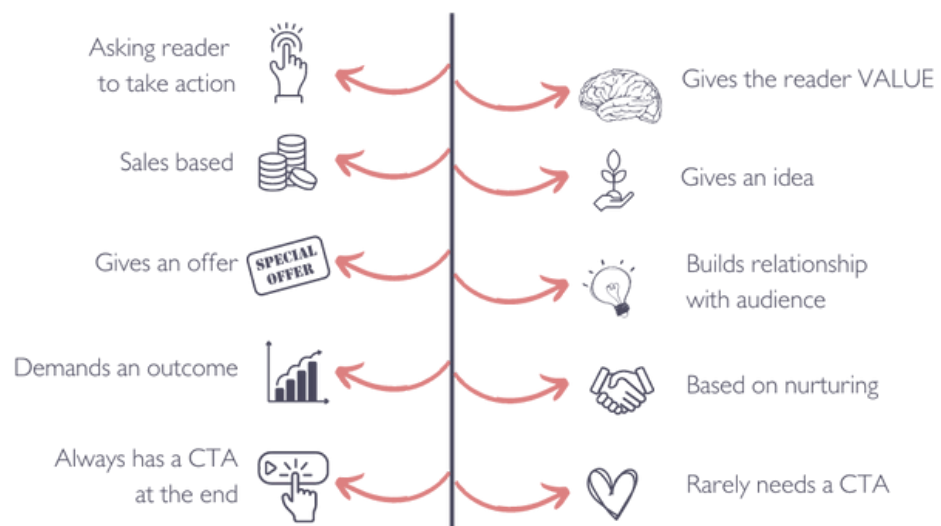 Asking reader
to take action
Sales based
Gives an offer
SPECIAL
OFFER
Demands an outcome
Always has a CTA
at the end
Gives the reader VALUE
Gives an idea
Builds relationship
with audience
Based on nurturing
Rarely needs a CTA